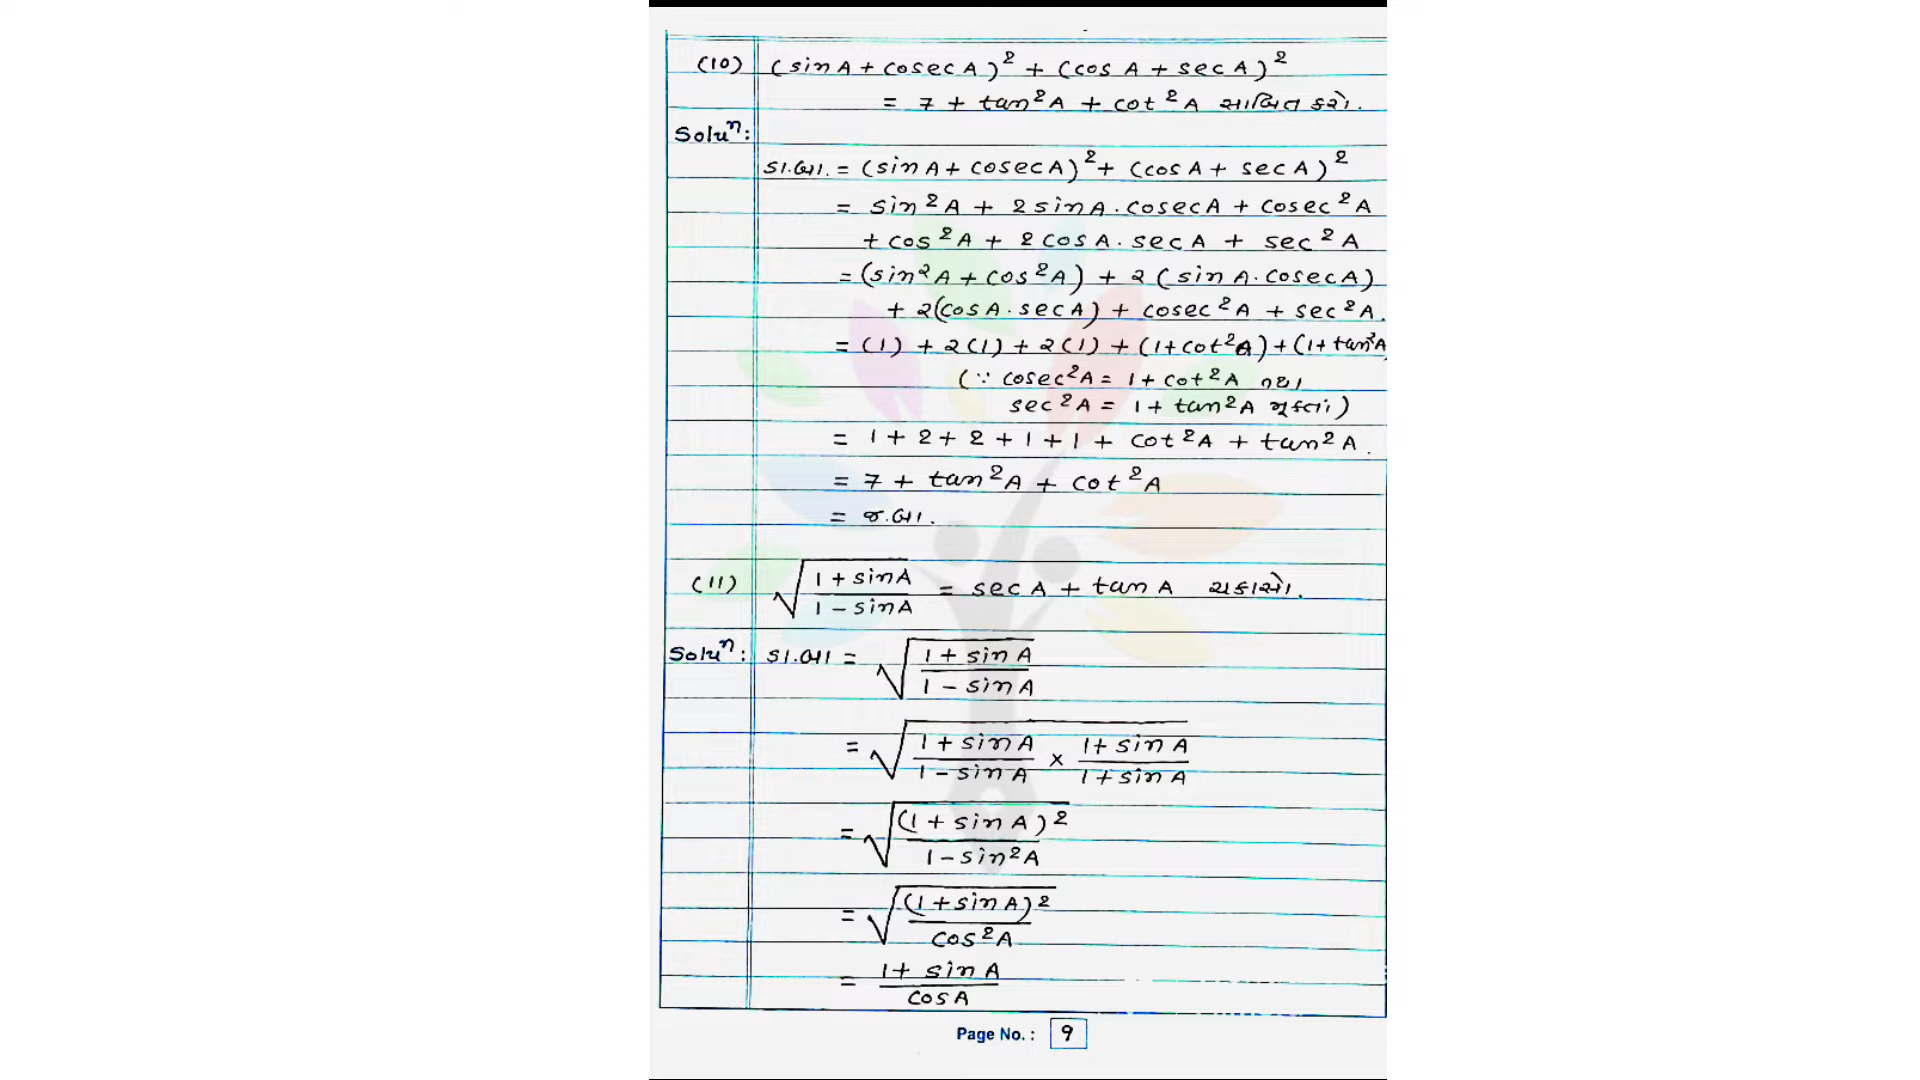 (10) (sin A + cosec A)² + (cos A + sec A)²
= 7 + tan²A + cot²A સાબિત કરો.
Soluⁿ:
ડા.બા. = (sin A + cosec A)² + (cos A + sec A)²
= sin²A + 2 sin A . cosec A + cosec²A
+ cos²A + 2 cos A . sec A + sec²A
= (sin²A + cos²A) + 2 (sin A . cosec A)
+ 2(cos A . sec A) + cosec²A + sec²A.
= (1) + 2(1) + 2(1) + (1+cot²A) + (1+tan²A
(∵ cosec²A = 1 + cot²A તથા
sec²A = 1 + tan²A મૂકતાં)
= 1 + 2 + 2 + 1 + 1 + cot²A + tan²A.
= 7 + tan²A + cot²A
= જ.બા.
(11) √((1 + sin A)/(1 - sin A)) = sec A + tan A ચકાસો.
Soluⁿ: ડા.બા = √((1 + sin A)/(1 - sin A))
= √((1 + sin A)/(1 - sin A) × (1 + sin A)/(1 + sin A))
= √((1 + sin A)²/(1 - sin²A))
= √((1 + sin A)²/cos²A)
= (1 + sin A)/cos A
Page No. : 9